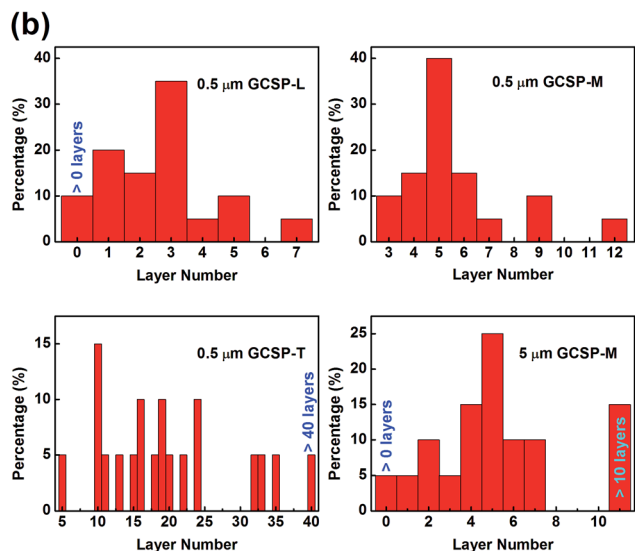 (b)
40
30
20
10
0
Percentage (%)
> 0 layers
0.5 μm GCSP-L
0 1 2 3 4 5 6 7
Layer Number
40
30
20
10
0
Percentage (%)
0.5 μm GCSP-M
3 4 5 6 7 8 9 10 11 12
Layer Number
15
10
5
0
Percentage (%)
0.5 μm GCSP-T
> 40 layers
5 10 15 20 25 30 35 40
Layer Number
25
20
15
10
5
0
Percentage (%)
> 0 layers
5 μm GCSP-M
> 10 layers
0 2 4 6 8 10
Layer Number